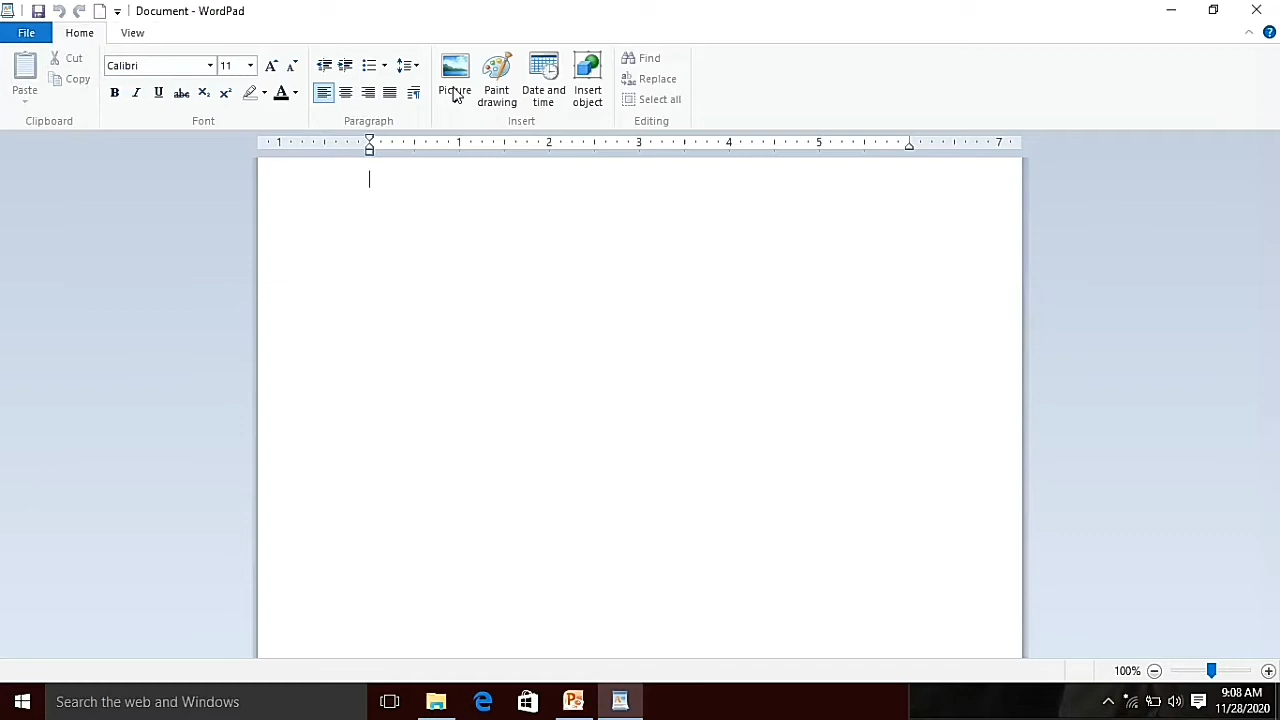 Document - WordPad
File Home View
Cut
Copy
Paste
Clipboard
Calibri 11
Font
Paragraph
Picture
Paint drawing
Date and time
Insert object
Insert
Find
Replace
Select all
Editing
1 1 2 3 4 5 7
100%
Search the web and Windows
9:08 AM
11/28/2020